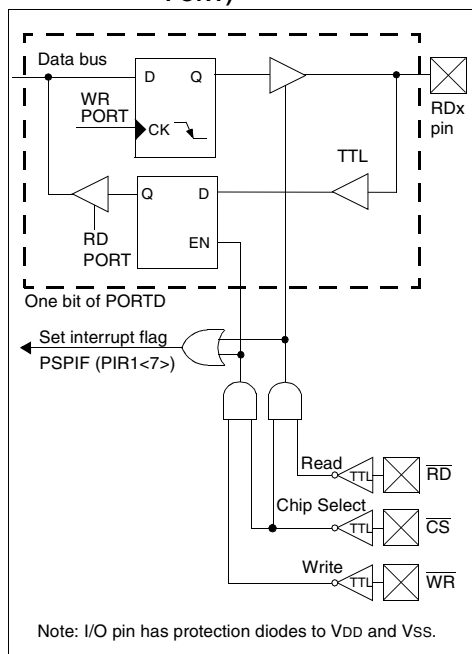 PORT)
Data bus
D Q
WR
PORT
CK
RDx
pin
TTL
Q D
EN
RD
PORT
One bit of PORTD
Set interrupt flag
PSPIF (PIR1<7>)
Read
TTL
RD
Chip Select
TTL
CS
Write
TTL
WR
Note: I/O pin has protection diodes to VDD and VSS.